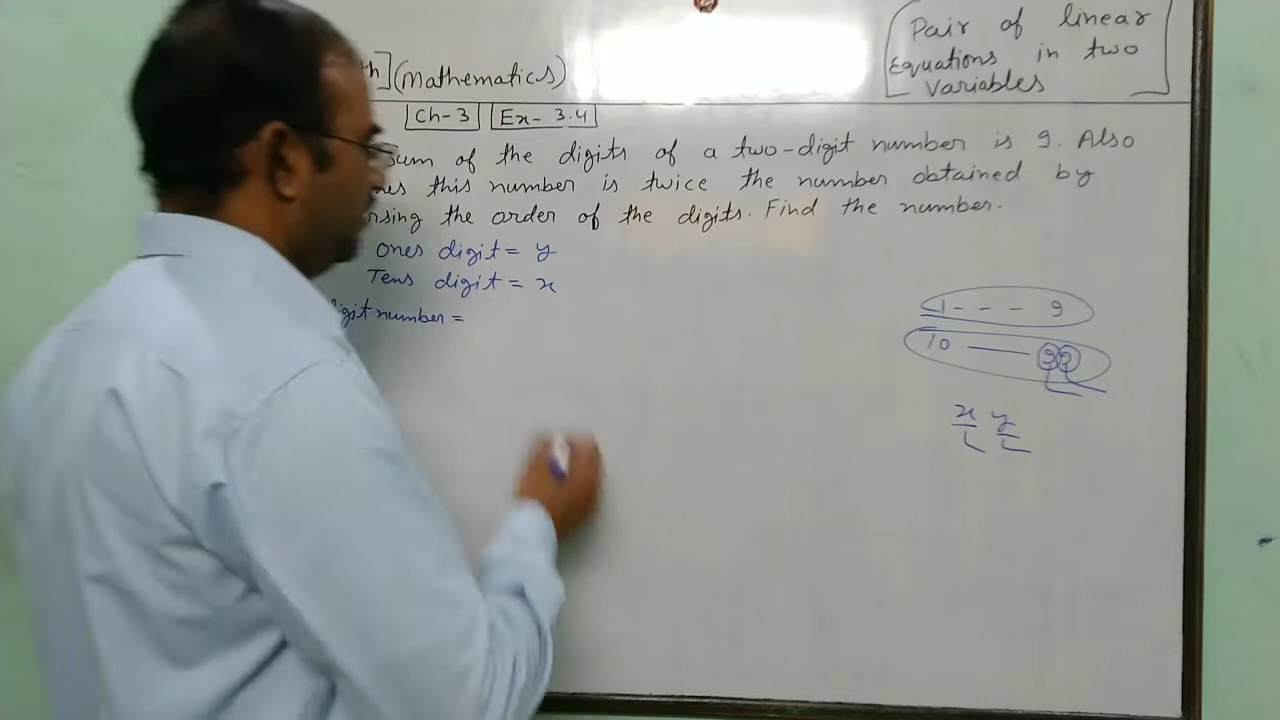 (Mathematics)
Pair of linear
Equations in two
Variables
Ch-3 Ex- 3.4
sum of the digits of a two-digit number is 9. Also
this number is twice the number obtained by
the order of the digits. Find the number.
ones digit = y
Tens digit = x
number =
1 - - - 9
10 —— 99
x y